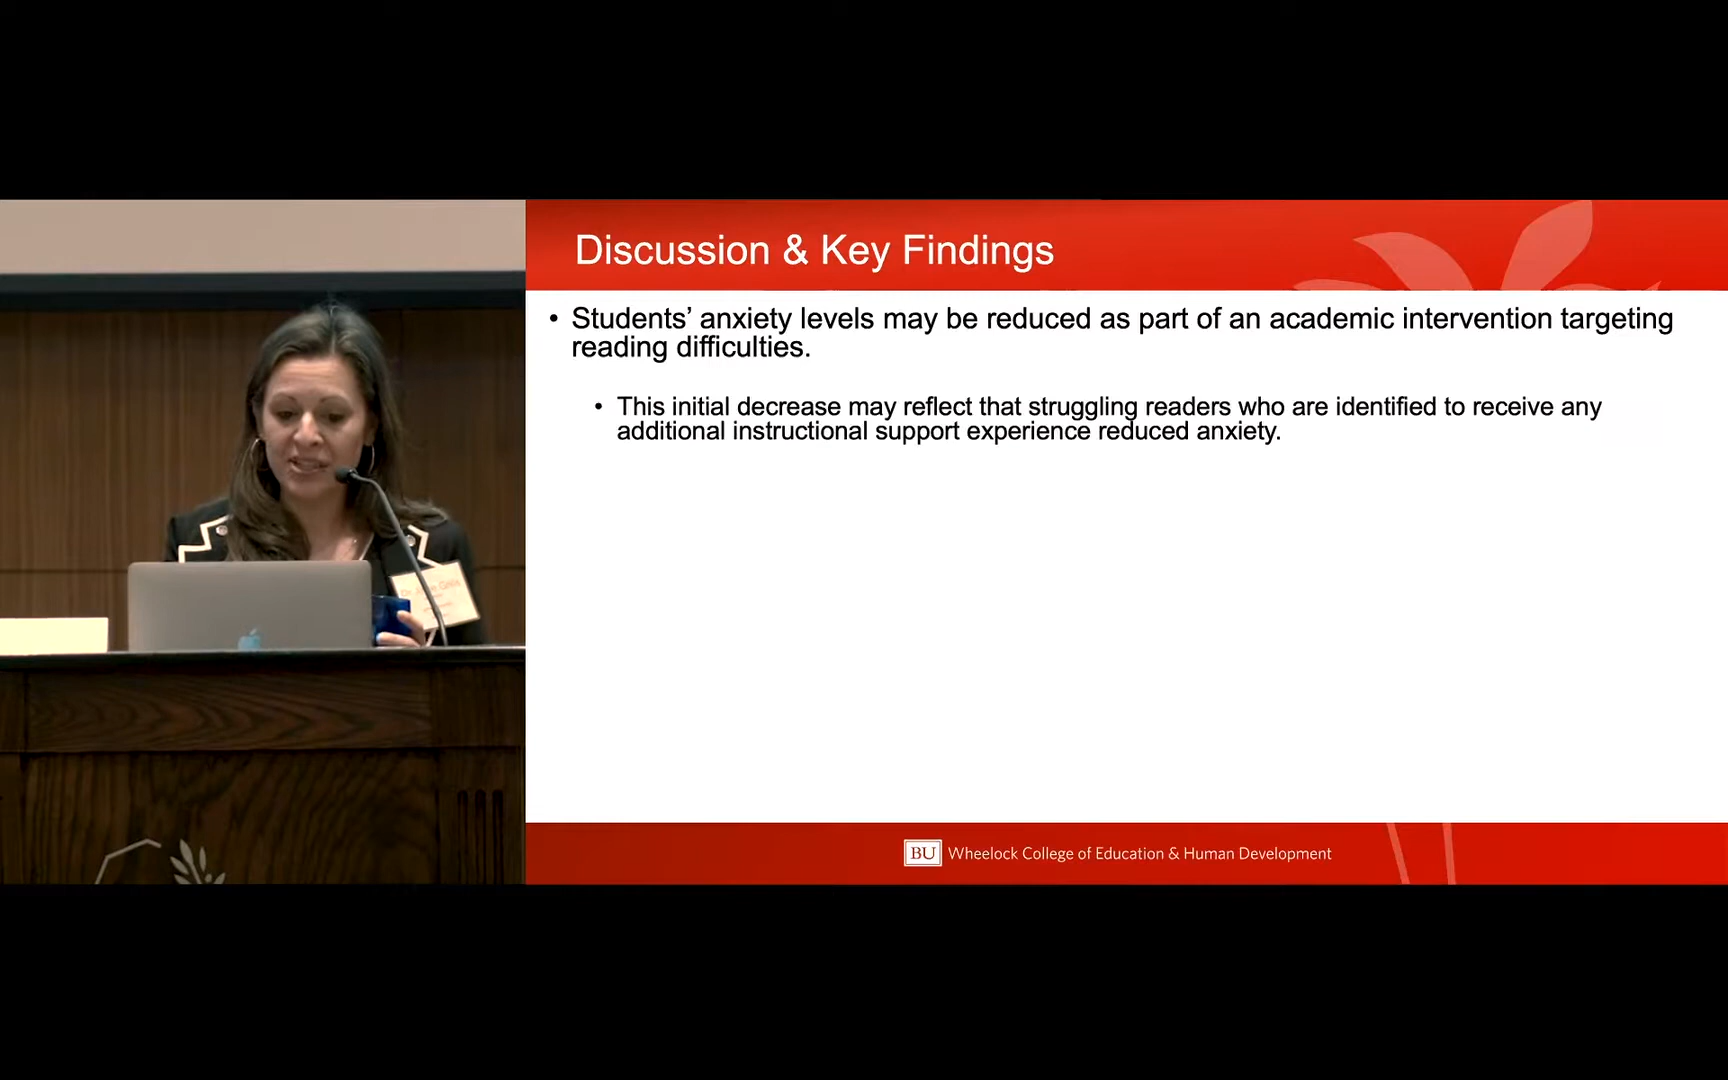 Discussion & Key Findings
• Students’ anxiety levels may be reduced as part of an academic intervention targeting
reading difficulties.
• This initial decrease may reflect that struggling readers who are identified to receive any
additional instructional support experience reduced anxiety.
BU Wheelock College of Education & Human Development